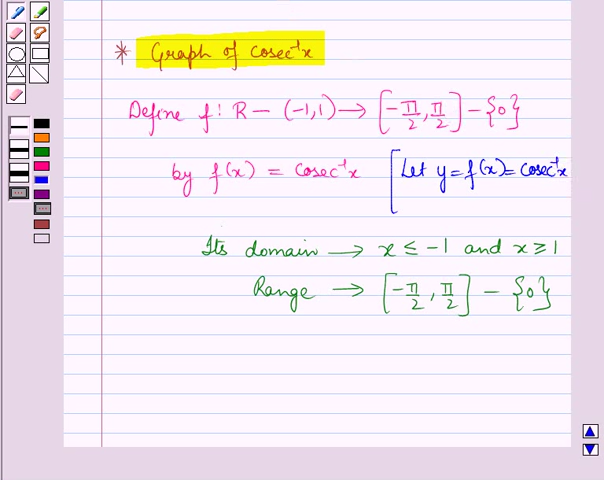 * Graph of cosec⁻¹x
Define f: R − (−1,1) → [−π/2, π/2] − {0}
by f(x) = cosec⁻¹x [Let y = f(x) = cosec⁻¹x
Its domain → x ≤ −1 and x ≥ 1
Range → [−π/2, π/2] − {0}